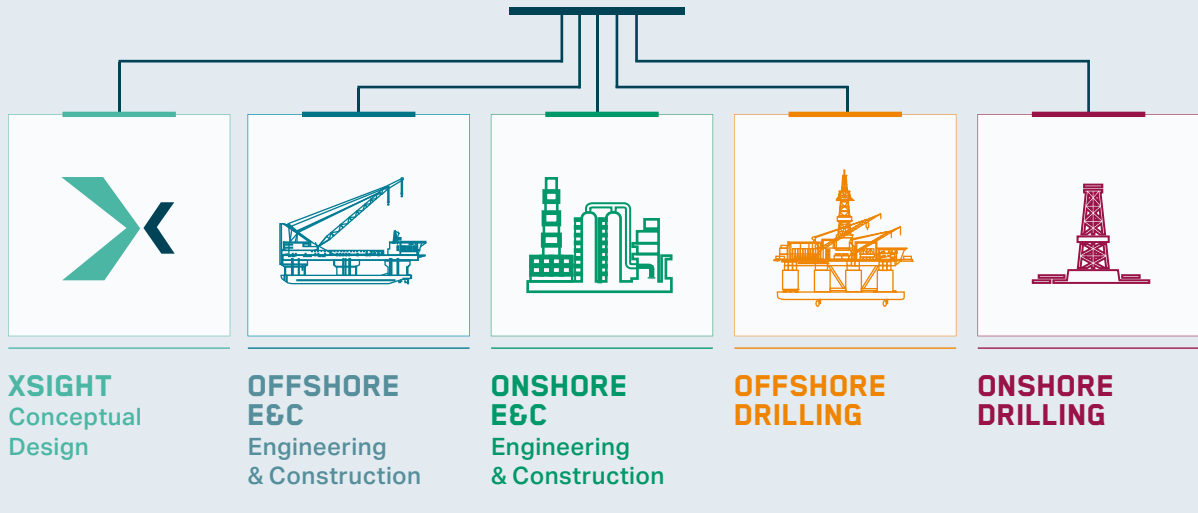 XSIGHT
Conceptual
Design
OFFSHORE
E&C
Engineering
& Construction
ONSHORE
E&C
Engineering
& Construction
OFFSHORE
DRILLING
ONSHORE
DRILLING